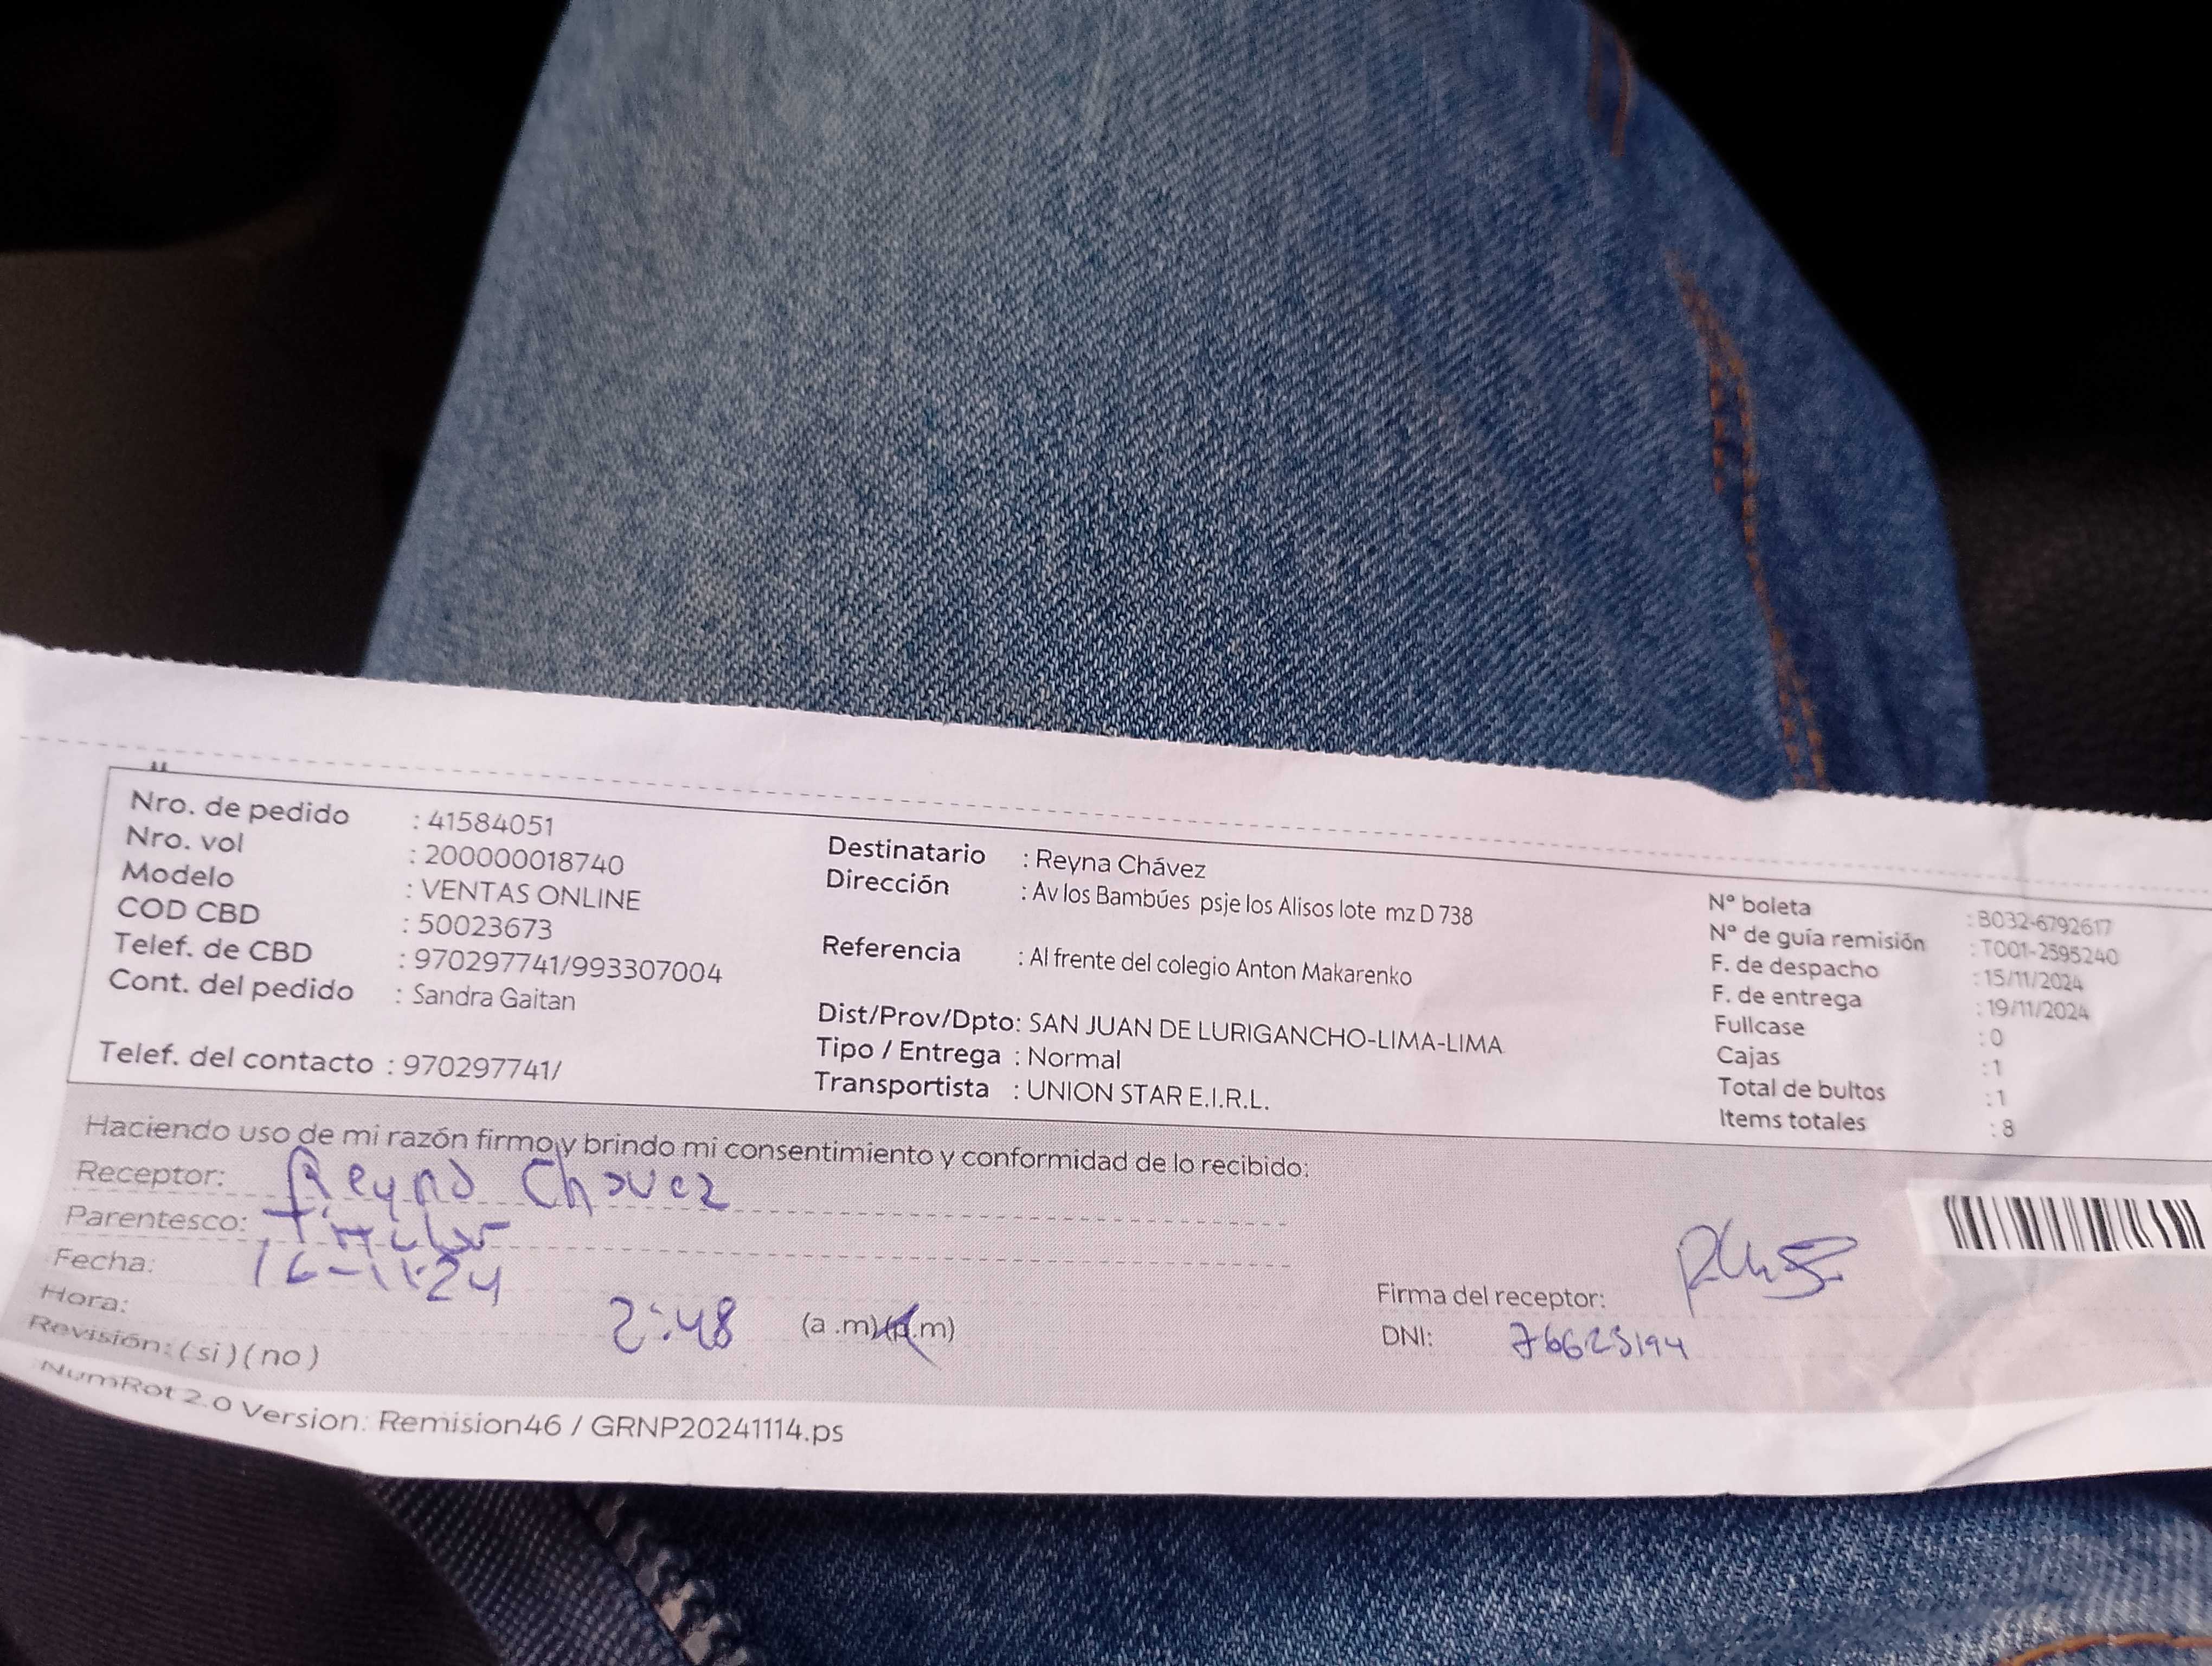 Nro. de pedido : 41584051
Nro. vol : 200000018740
Modelo : VENTAS ONLINE
COD CBD : 50023673
Telef. de CBD : 970297741/993307004
Cont. del pedido : Sandra Gaitan
Telef. del contacto : 970297741/
Destinatario : Reyna Chávez
Dirección : Av los Bambúes psje los Alisos lote mz D 738
Referencia : Al frente del colegio Anton Makarenko
Dist/Prov/Dpto: SAN JUAN DE LURIGANCHO-LIMA-LIMA
Tipo / Entrega : Normal
Transportista : UNION STAR E.I.R.L.
N° boleta : B032-6792617
N° de guía remisión : T001-2595240
F. de despacho : 15/11/2024
F. de entrega : 19/11/2024
Fullcase : 0
Cajas : 1
Total de bultos : 1
Items totales : 8
Haciendo uso de mi razón firmo y brindo mi consentimiento y conformidad de lo recibido:
Receptor: Reyna Chavez
Parentesco: Titular
Fecha: 16-11-24
Hora: 2:48 (a .m)(p.m)
Revisión: ( si ) ( no )
Firma del receptor:
DNI: 76623194
NumRot 2.0 Version: Remision46 / GRNP20241114.ps